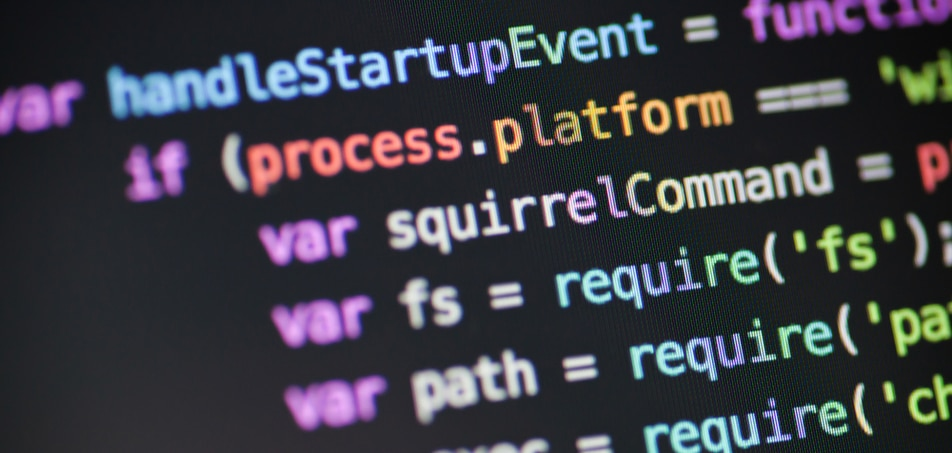 var handleStartupEvent = functio
if (process.platform === 'wi
var squirrelCommand = p
var fs = require('fs');
var path = require('pa
exec = require('ch